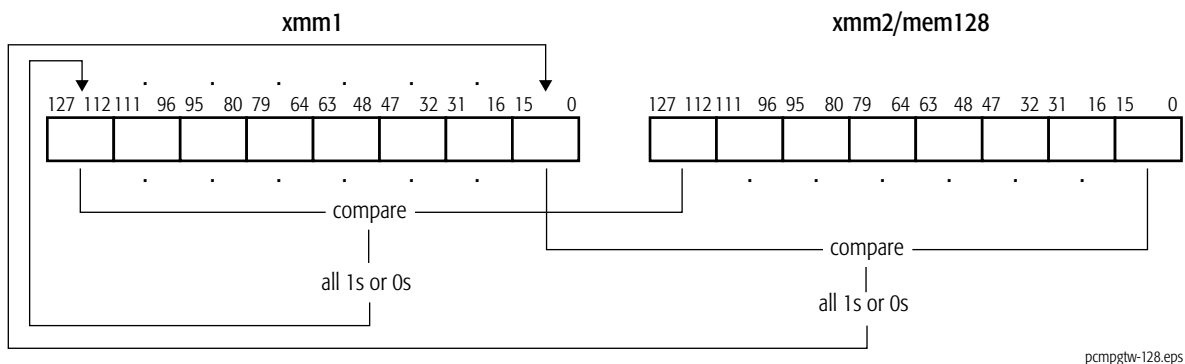 xmm1 xmm2/mem128
. . . . . .
127 112 111 96 95 80 79 64 63 48 47 32 31 16 15 0 127 112 111 96 95 80 79 64 63 48 47 32 31 16 15 0
. . . . . . . . . . . .
compare
compare
all 1s or 0s
all 1s or 0s
pcmpgtw-128.eps